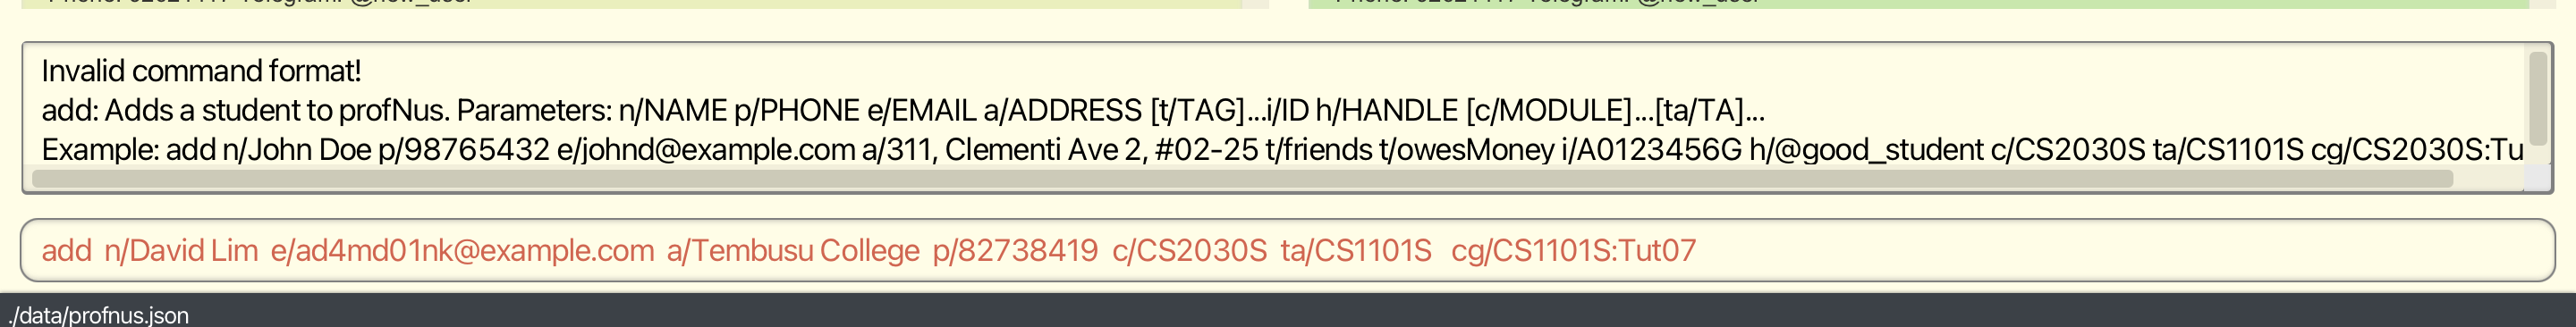 Invalid command format!
add: Adds a student to profNus. Parameters: n/NAME p/PHONE e/EMAIL a/ADDRESS [t/TAG]...i/ID h/HANDLE [c/MODULE]...[ta/TA]...
Example: add n/John Doe p/98765432 e/johnd@example.com a/311, Clementi Ave 2, #02-25 t/friends t/owesMoney i/A0123456G h/@good_student c/CS2030S ta/CS1101S cg/CS2030S:Tu
add  n/David Lim  e/ad4md01nk@example.com  a/Tembusu College  p/82738419  c/CS2030S  ta/CS1101S   cg/CS1101S:Tut07
./data/profnus.json